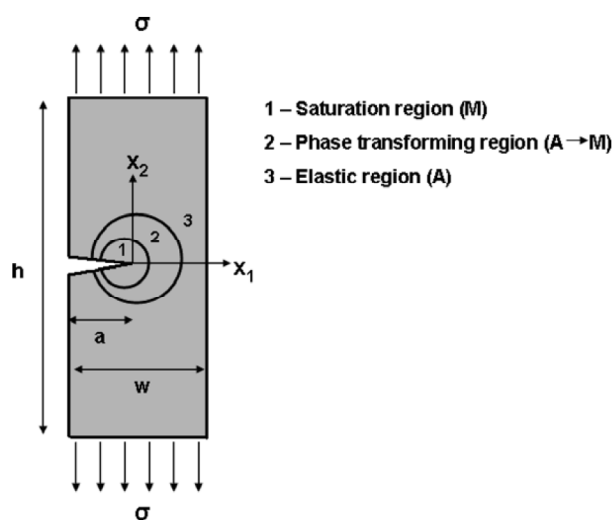 σ
1 – Saturation region (M)
2 – Phase transforming region (A→M)
3 – Elastic region (A)
X₂
3
1
2
X₁
h
a
w
σ